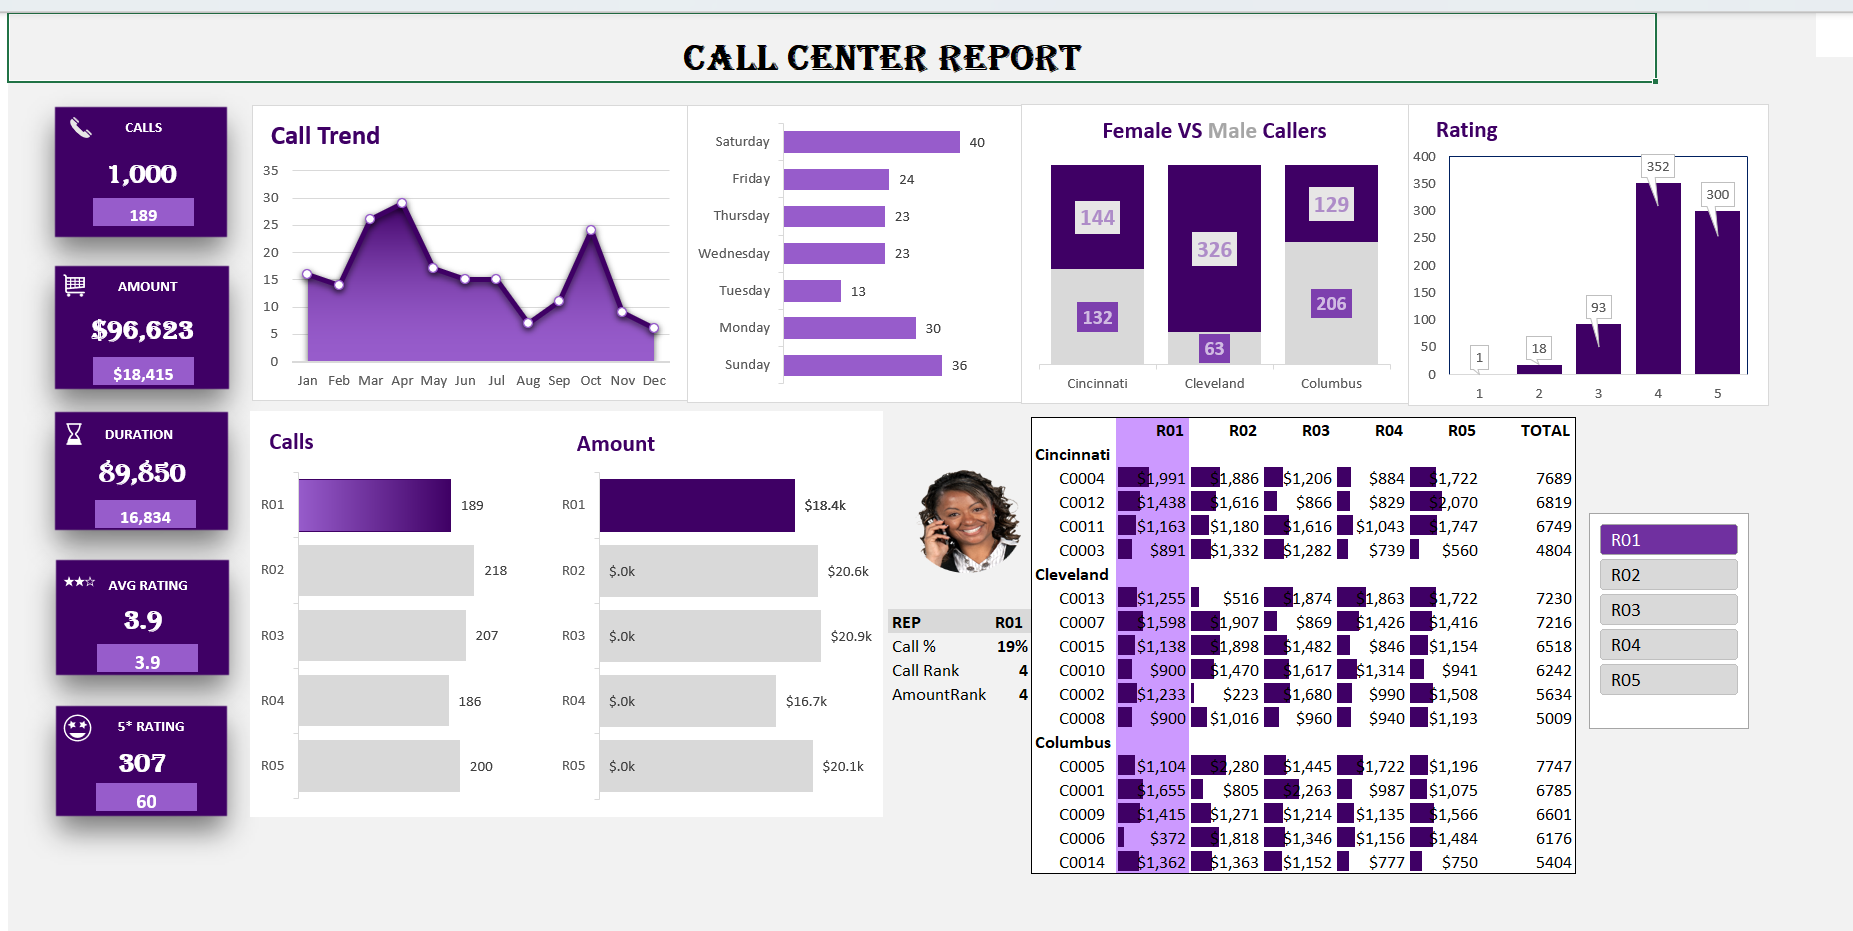 CALL CENTER REPORT
CALLS
1,000
189
AMOUNT
$96,623
$18,415
DURATION
89,850
16,834
AVG RATING
3.9
3.9
5* RATING
307
60
Call Trend
35
30
25
20
15
10
5
0
Jan Feb Mar Apr May Jun Jul Aug Sep Oct Nov Dec
Saturday 40
Friday 24
Thursday 23
Wednesday 23
Tuesday 13
Monday 30
Sunday 36
Female VS Male Callers
144 326 129
132 63 206
Cincinnati Cleveland Columbus
Rating
400
350
300
250
200
150
100
50
0
1 18 93 352 300
1 2 3 4 5
Calls
R01 189
R02 218
R03 207
R04 186
R05 200
Amount
R01 $18.4k
R02 $.0k $20.6k
R03 $.0k $20.9k
R04 $.0k $16.7k
R05 $.0k $20.1k
REP R01
Call % 19%
Call Rank 4
AmountRank 4
R01 R02 R03 R04 R05 TOTAL
Cincinnati
C0004 $1,991 $1,886 $1,206 $884 $1,722 7689
C0012 $1,438 $1,616 $866 $829 $2,070 6819
C0011 $1,163 $1,180 $1,616 $1,043 $1,747 6749
C0003 $891 $1,332 $1,282 $739 $560 4804
Cleveland
C0013 $1,255 $516 $1,874 $1,863 $1,722 7230
C0007 $1,598 $1,907 $869 $1,426 $1,416 7216
C0015 $1,138 $1,898 $1,482 $846 $1,154 6518
C0010 $900 $1,470 $1,617 $1,314 $941 6242
C0002 $1,233 $223 $1,680 $990 $1,508 5634
C0008 $900 $1,016 $960 $940 $1,193 5009
Columbus
C0005 $1,104 $2,280 $1,445 $1,722 $1,196 7747
C0001 $1,655 $805 $2,263 $987 $1,075 6785
C0009 $1,415 $1,271 $1,214 $1,135 $1,566 6601
C0006 $372 $1,818 $1,346 $1,156 $1,484 6176
C0014 $1,362 $1,363 $1,152 $777 $750 5404
R01
R02
R03
R04
R05